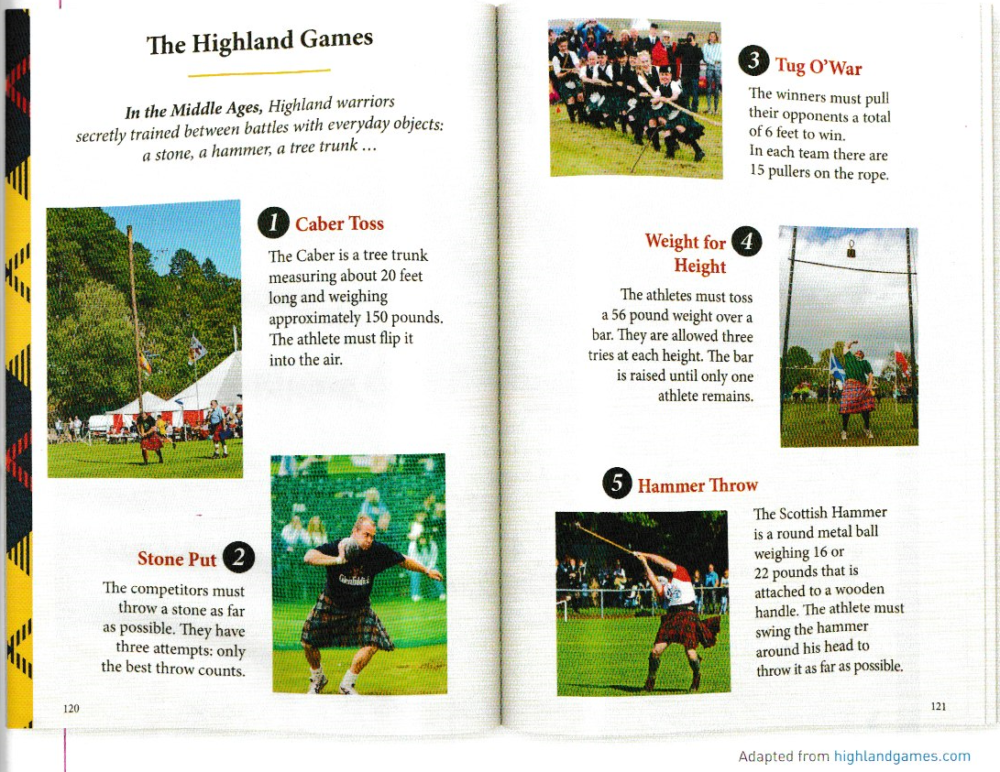 The Highland Games
In the Middle Ages, Highland warriors
secretly trained between battles with everyday objects:
a stone, a hammer, a tree trunk ...
1 Caber Toss
The Caber is a tree trunk
measuring about 20 feet
long and weighing
approximately 150 pounds.
The athlete must flip it
into the air.
Stone Put 2
The competitors must
throw a stone as far
as possible. They have
three attempts: only
the best throw counts.
Glenfiddich
120
3 Tug O'War
The winners must pull
their opponents a total
of 6 feet to win.
In each team there are
15 pullers on the rope.
Weight for 4
Height
The athletes must toss
a 56 pound weight over a
bar. They are allowed three
tries at each height. The bar
is raised until only one
athlete remains.
5 Hammer Throw
The Scottish Hammer
is a round metal ball
weighing 16 or
22 pounds that is
attached to a wooden
handle. The athlete must
swing the hammer
around his head to
throw it as far as possible.
121
Adapted from highlandgames.com